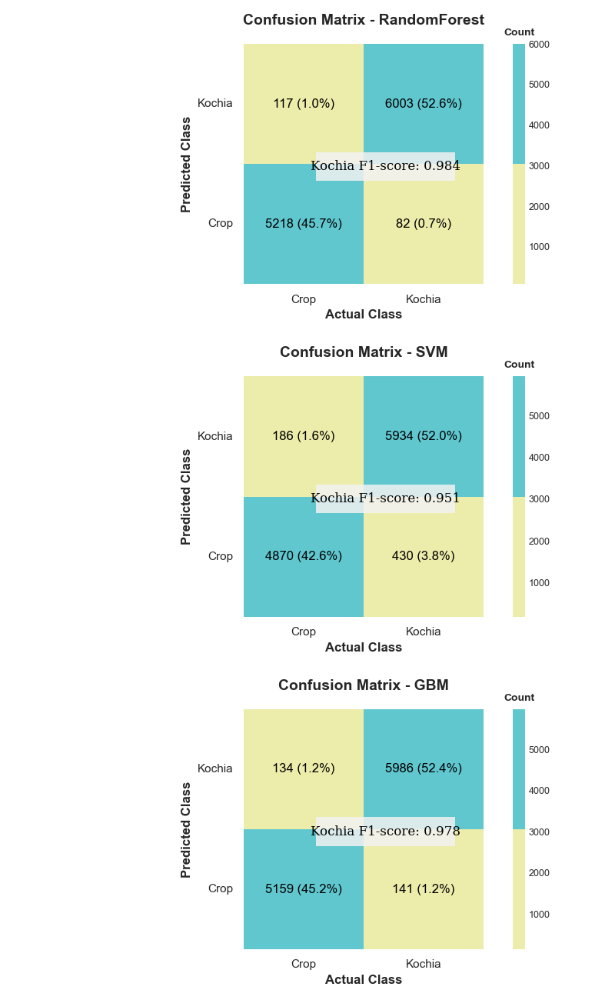 Confusion Matrix - RandomForest
Count
6000
5000
4000
3000
2000
1000
Predicted Class
Kochia
117 (1.0%)
6003 (52.6%)
Kochia F1-score: 0.984
Crop
5218 (45.7%)
82 (0.7%)
Crop
Kochia
Actual Class
Confusion Matrix - SVM
Count
5000
4000
3000
2000
1000
Predicted Class
Kochia
186 (1.6%)
5934 (52.0%)
Kochia F1-score: 0.951
Crop
4870 (42.6%)
430 (3.8%)
Crop
Kochia
Actual Class
Confusion Matrix - GBM
Count
5000
4000
3000
2000
1000
Predicted Class
Kochia
134 (1.2%)
5986 (52.4%)
Kochia F1-score: 0.978
Crop
5159 (45.2%)
141 (1.2%)
Crop
Kochia
Actual Class